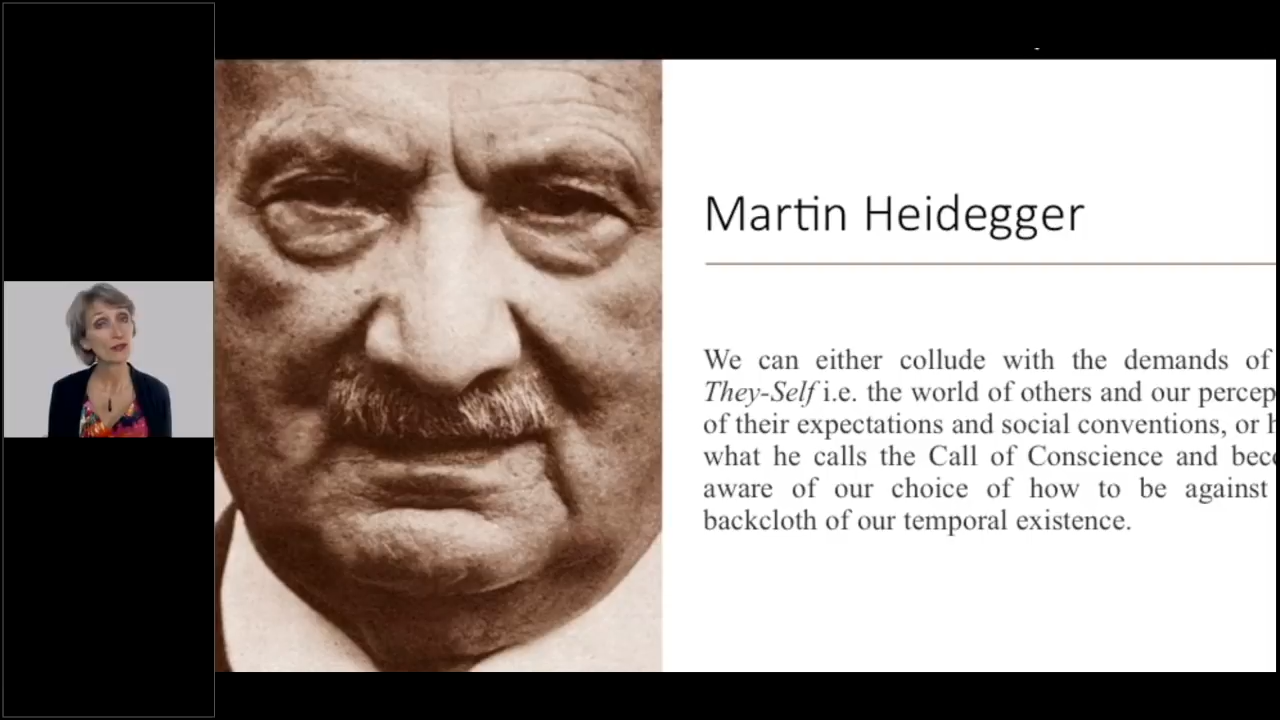 Martin Heidegger
We can either collude with the demands of
They-Self i.e. the world of others and our percep
of their expectations and social conventions, or h
what he calls the Call of Conscience and bec
aware of our choice of how to be against
backcloth of our temporal existence.